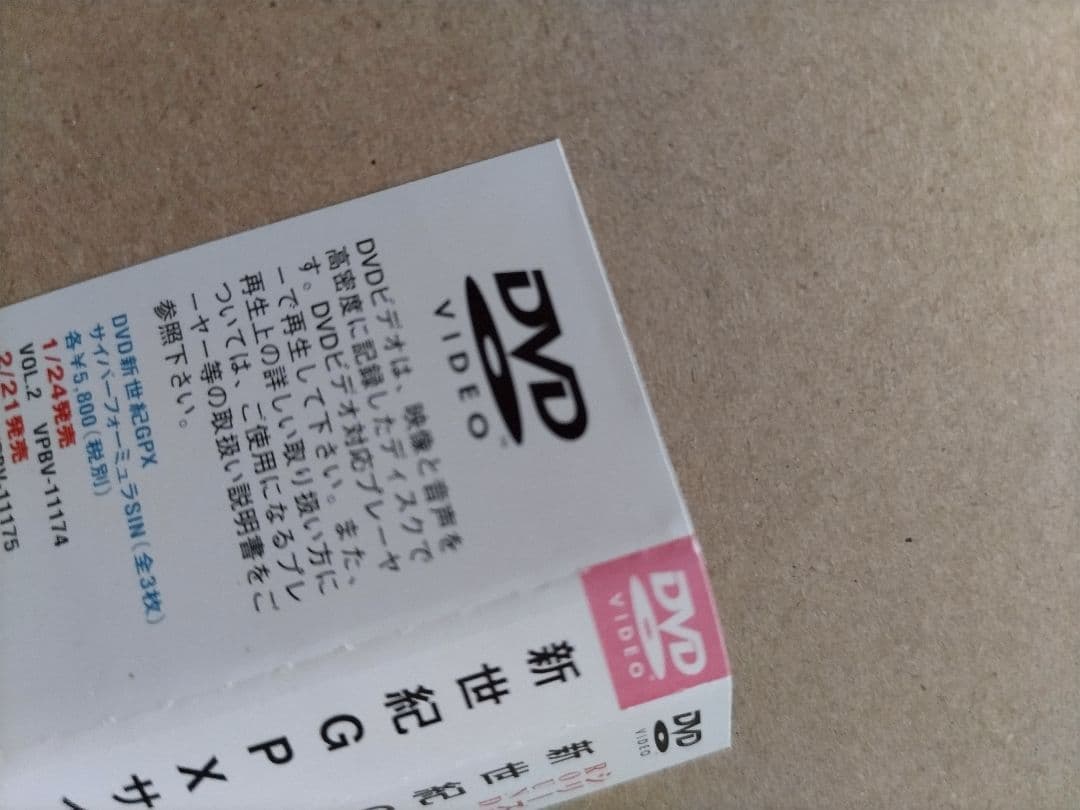 DVD
VIDEO
DVDビデオは、映像と音声を
高密度に記録したディスクで
す。DVDビデオ対応プレーヤ
ーで再生して下さい。また、
再生上の詳しい取り扱い方に
ついては、ご使用になるプレ
ーヤー等の取扱い説明書をご
参照下さい。
DVD新世紀GPX
サイバーフォーミュラSIN(全3枚)
各¥5,800(税別)
1/24発売
VOL.2 VPBV-11174
2/21発売
-11175
DVD
VIDEO
新世紀GPXサ
DVD
VIDEO
新世紀